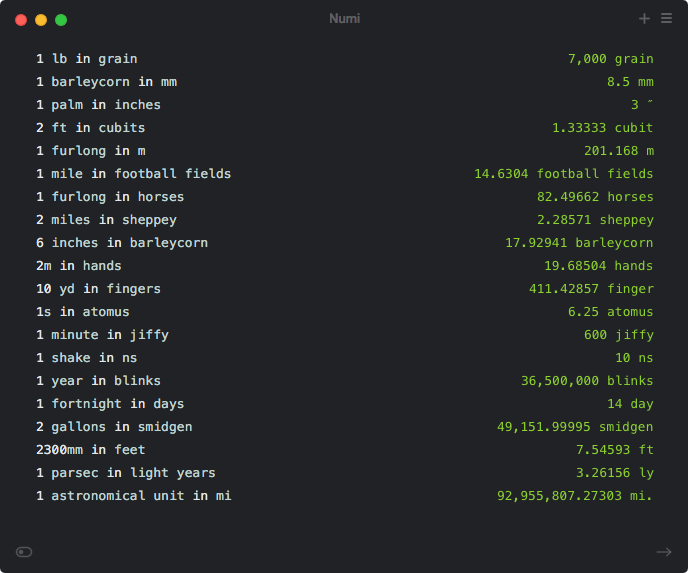 Numi
1 lb in grain 7,000 grain
1 barleycorn in mm 8.5 mm
1 palm in inches 3 ″
2 ft in cubits 1.33333 cubit
1 furlong in m 201.168 m
1 mile in football fields 14.6304 football fields
1 furlong in horses 82.49662 horses
2 miles in sheppey 2.28571 sheppey
6 inches in barleycorn 17.92941 barleycorn
2m in hands 19.68504 hands
10 yd in fingers 411.42857 finger
1s in atomus 6.25 atomus
1 minute in jiffy 600 jiffy
1 shake in ns 10 ns
1 year in blinks 36,500,000 blinks
1 fortnight in days 14 day
2 gallons in smidgen 49,151.99995 smidgen
2300mm in feet 7.54593 ft
1 parsec in light years 3.26156 ly
1 astronomical unit in mi 92,955,807.27303 mi.